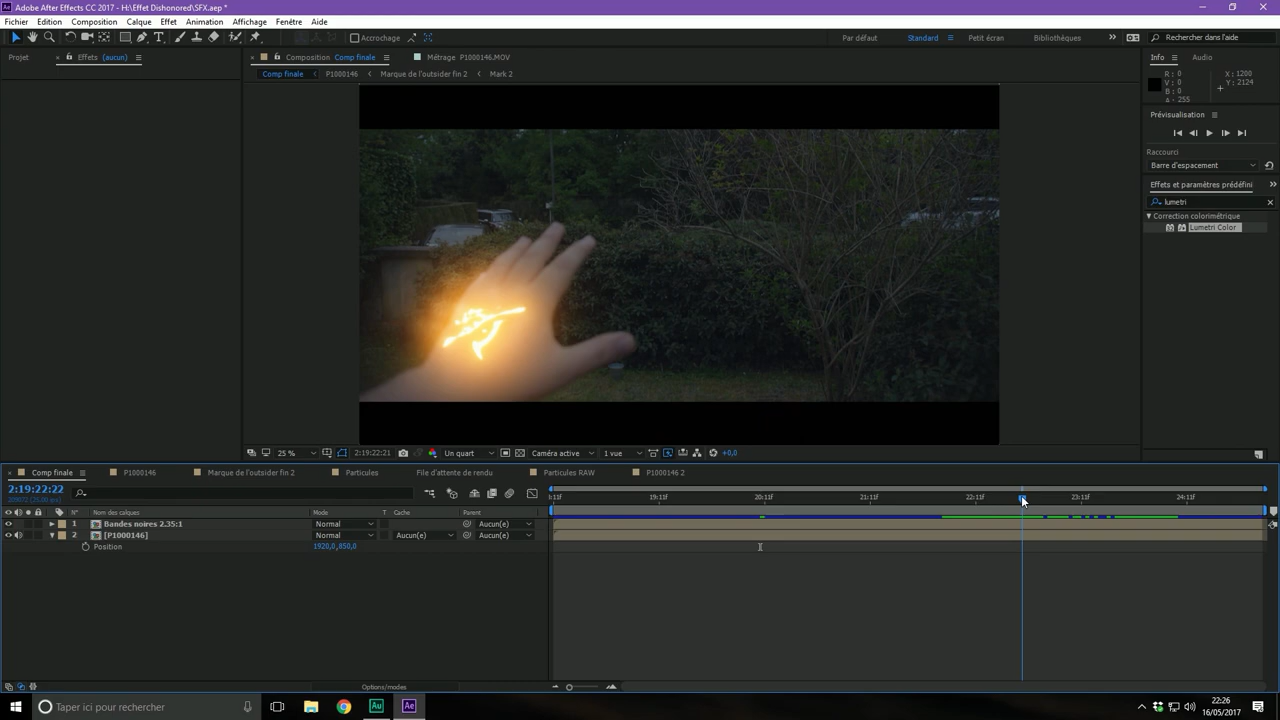 Adobe After Effects CC 2017 - H:\Effet Dishonored\SFX.aep *
Fichier Edition Composition Calque Effet Animation Affichage Fenêtre Aide
Accrochage Par défaut Standard Petit écran Bibliothèques Rechercher dans l'aide
Projet Effets (aucun) Composition Comp finale Métrage P1000146.MOV Info Audio
Comp finale P1000146 Marque de l'outsider fin 2 Mark 2
R : 0 X : 1200
V : 0 Y : 2124
B : 0
A : 255
Prévisualisation
Raccourci
Barre d'espacement
Effets et paramètres prédéfini
lumetri
Correction colorimétrique
Lumetri Color
25 % 2:19:22:21 Un quart Caméra active 1 vue +0,0
Comp finale P1000146 Marque de l'outsider fin 2 Particules File d'attente de rendu Particules RAW P1000146 2
2:19:22:22
:11F 19:11F 20:11F 21:11F 22:11F 23:11F 24:11F
N° Nom des calques Mode T Cache Parent
1 Bandes noires 2.35:1 Normal Aucun(e)
2 [P1000146] Normal Aucun(e) Aucun(e)
Position 1920,0,850,0
Options/modes
Taper ici pour rechercher Au Ae
22:26
16/05/2017